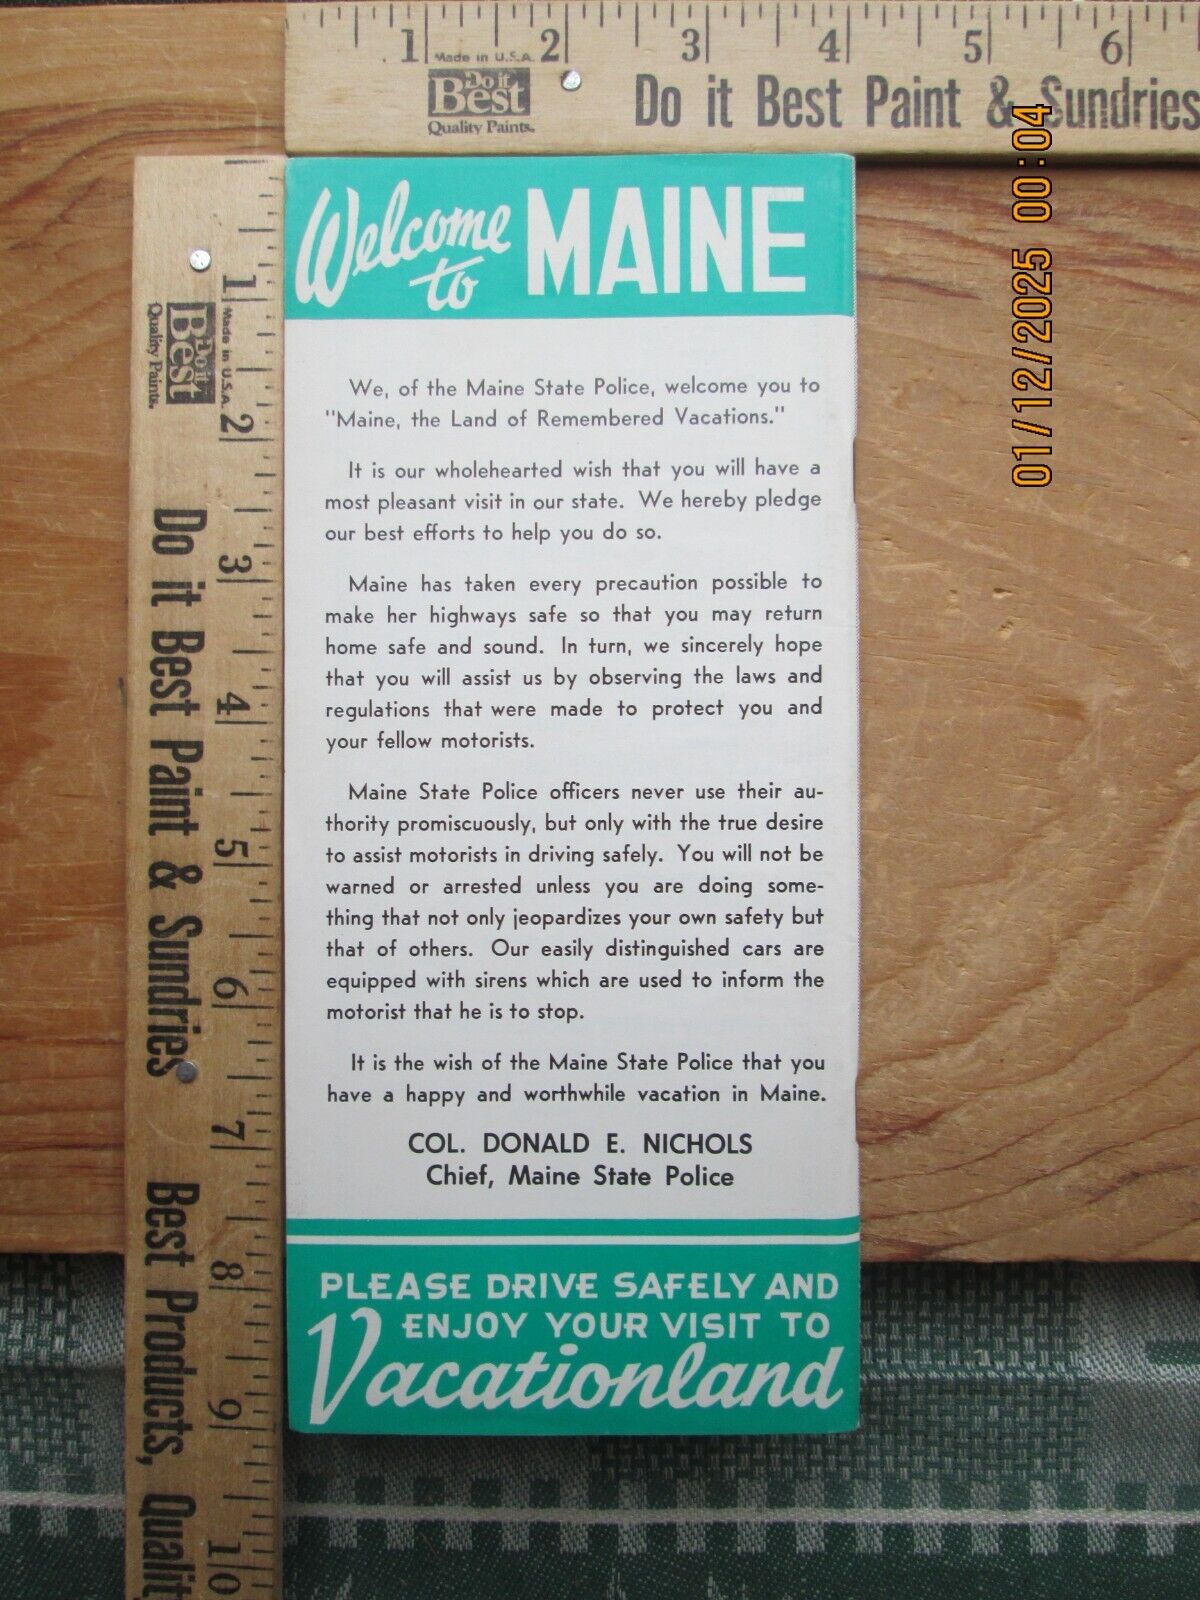 1 2 3 4 5 6
Made in U.S.A.
Do it
Best
Quality Paints.
Do it Best Paint & Sundries
01/12/2025 00:04
1 2 3 4 5 6 7 8 9 10
Made in U.S.A.
Do it
Best
Quality Paints.
Do it Best Paint & Sundries
Best Products, Qualit
Welcome
to
MAINE
We, of the Maine State Police, welcome you to
"Maine, the Land of Remembered Vacations."
It is our wholehearted wish that you will have a
most pleasant visit in our state. We hereby pledge
our best efforts to help you do so.
Maine has taken every precaution possible to
make her highways safe so that you may return
home safe and sound. In turn, we sincerely hope
that you will assist us by observing the laws and
regulations that were made to protect you and
your fellow motorists.
Maine State Police officers never use their au-
thority promiscuously, but only with the true desire
to assist motorists in driving safely. You will not be
warned or arrested unless you are doing some-
thing that not only jeopardizes your own safety but
that of others. Our easily distinguished cars are
equipped with sirens which are used to inform the
motorist that he is to stop.
It is the wish of the Maine State Police that you
have a happy and worthwhile vacation in Maine.
COL. DONALD E. NICHOLS
Chief, Maine State Police
PLEASE DRIVE SAFELY AND
ENJOY YOUR VISIT TO
Vacationland